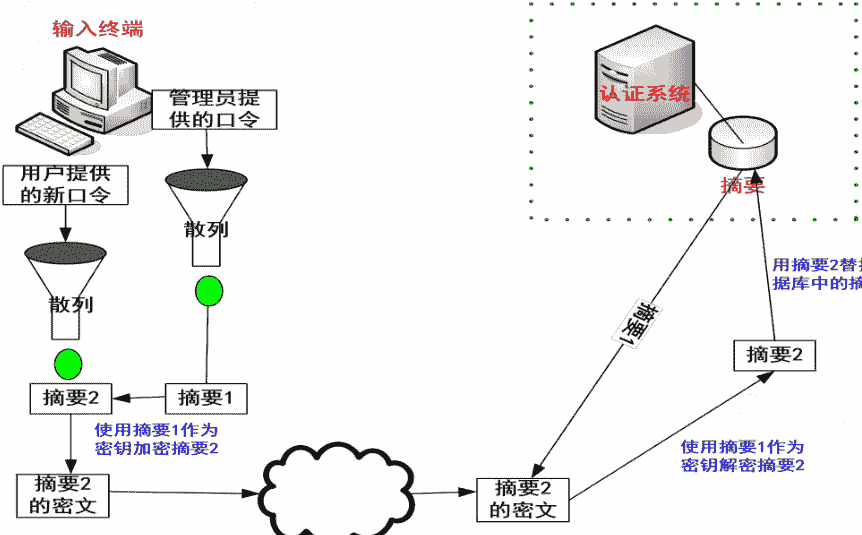 输入终端
管理员提
供的口令
用户提供
的新口令
散列
散列
摘要2
摘要1
使用摘要1作为
密钥加密摘要2
摘要2
的密文
认证系统
摘要
摘要1
用摘要2替
据库中的摘
摘要2
使用摘要1作为
密钥解密摘要2
摘要2
的密文